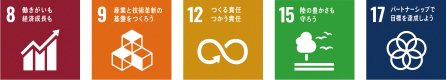 8 働きがいも
経済成長も
9 産業と技術革新の
基盤をつくろう
12 つくる責任
つかう責任
15 陸の豊かさも
守ろう
17 パートナーシップで
目標を達成しよう